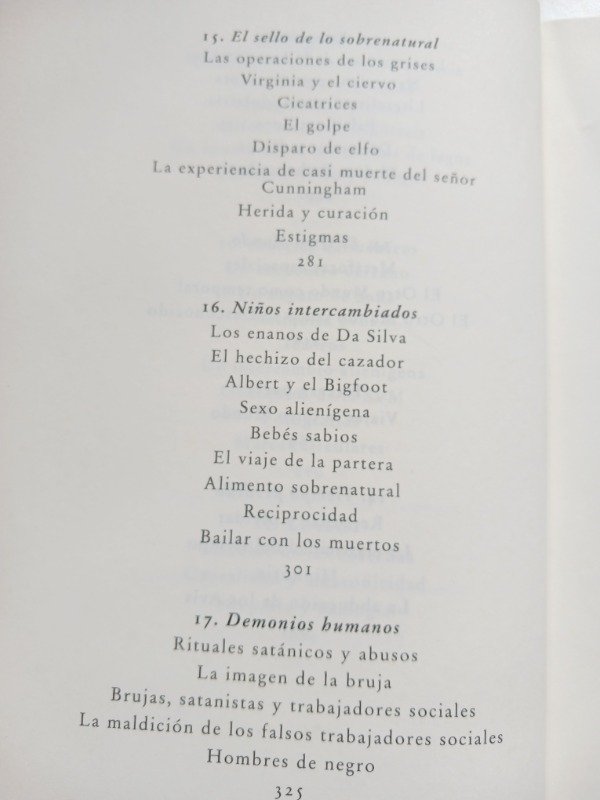 15. El sello de lo sobrenatural
Las operaciones de los grises
Virginia y el ciervo
Cicatrices
El golpe
Disparo de elfo
La experiencia de casi muerte del señor
Cunningham
Herida y curación
Estigmas
281
16. Niños intercambiados
Los enanos de Da Silva
El hechizo del cazador
Albert y el Bigfoot
Sexo alienígena
Bebés sabios
El viaje de la partera
Alimento sobrenatural
Reciprocidad
Bailar con los muertos
301
17. Demonios humanos
Rituales satánicos y abusos
La imagen de la bruja
Brujas, satanistas y trabajadores sociales
La maldición de los falsos trabajadores sociales
Hombres de negro
325